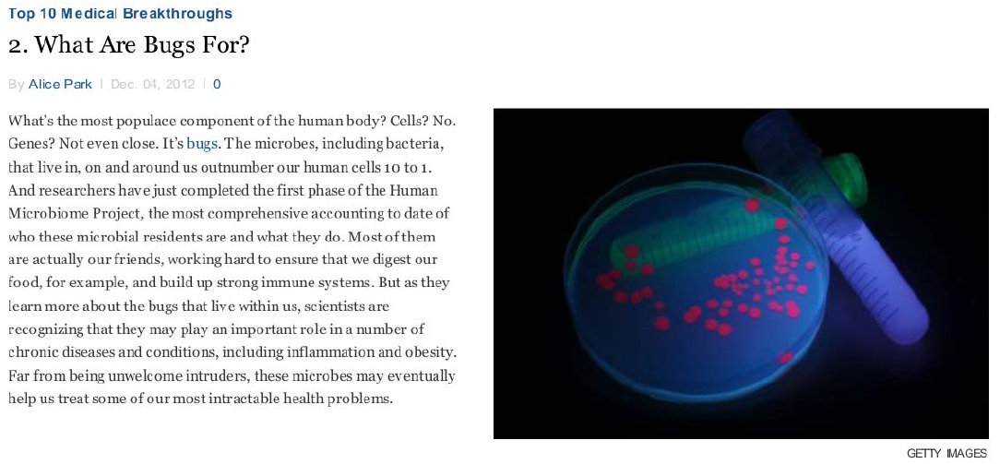 Top 10 Medical Breakthroughs
2. What Are Bugs For?
By Alice Park | Dec. 04, 2012 | 0
What's the most populace component of the human body? Cells? No.
Genes? Not even close. It's bugs. The microbes, including bacteria,
that live in, on and around us outnumber our human cells 10 to 1.
And researchers have just completed the first phase of the Human
Microbiome Project, the most comprehensive accounting to date of
who these microbial residents are and what they do. Most of them
are actually our friends, working hard to ensure that we digest our
food, for example, and build up strong immune systems. But as they
learn more about the bugs that live within us, scientists are
recognizing that they may play an important role in a number of
chronic diseases and conditions, including inflammation and obesity.
Far from being unwelcome intruders, these microbes may eventually
help us treat some of our most intractable health problems.
GETTY IMAGES